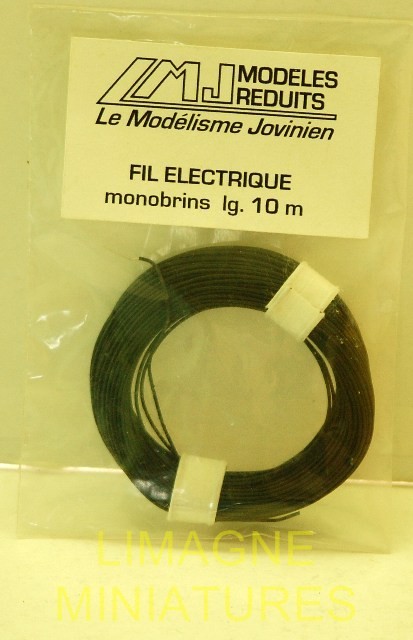 LMJ MODELES
REDUITS
Le Modélisme Jovinien
FIL ELECTRIQUE
monobrins lg. 10 m
LIMAGNE
MINIATURES